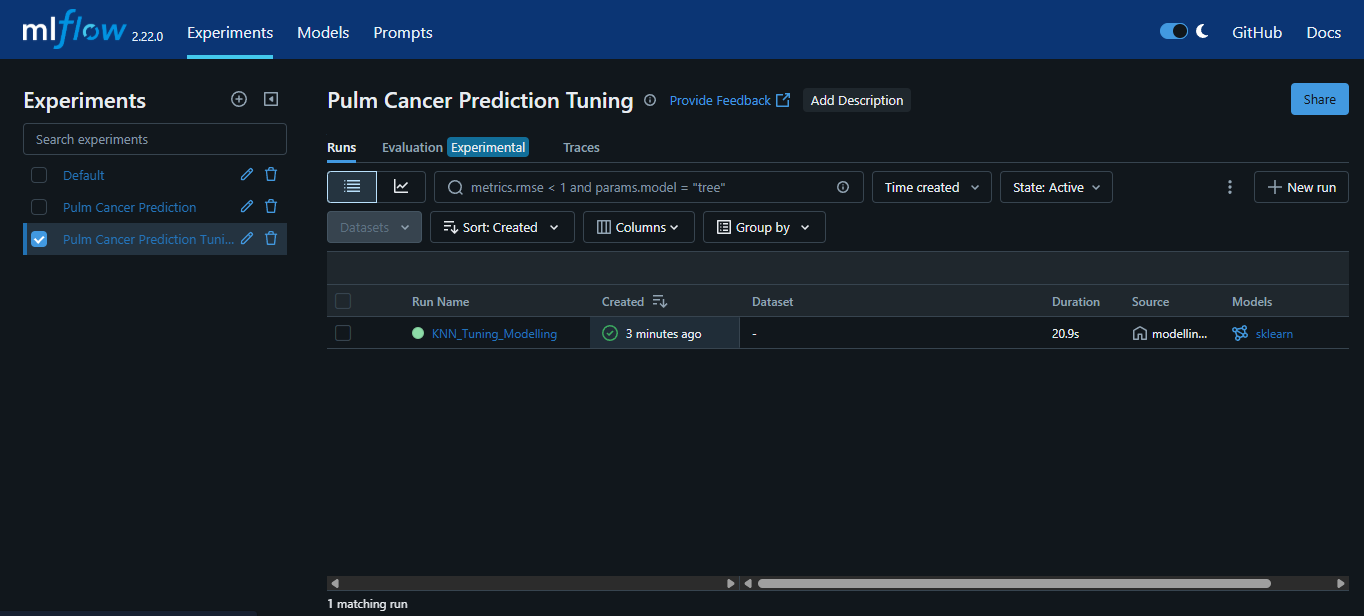 mlflow 2.22.0 Experiments Models Prompts GitHub Docs
Experiments
Search experiments
Default
Pulm Cancer Prediction
Pulm Cancer Prediction Tuni...
Pulm Cancer Prediction Tuning Provide Feedback Add Description Share
Runs Evaluation Experimental Traces
metrics.rmse < 1 and params.model = "tree" Time created State: Active New run
Datasets Sort: Created Columns Group by
Run Name Created Dataset Duration Source Models
KNN_Tuning_Modelling 3 minutes ago - 20.9s modellin... sklearn
1 matching run